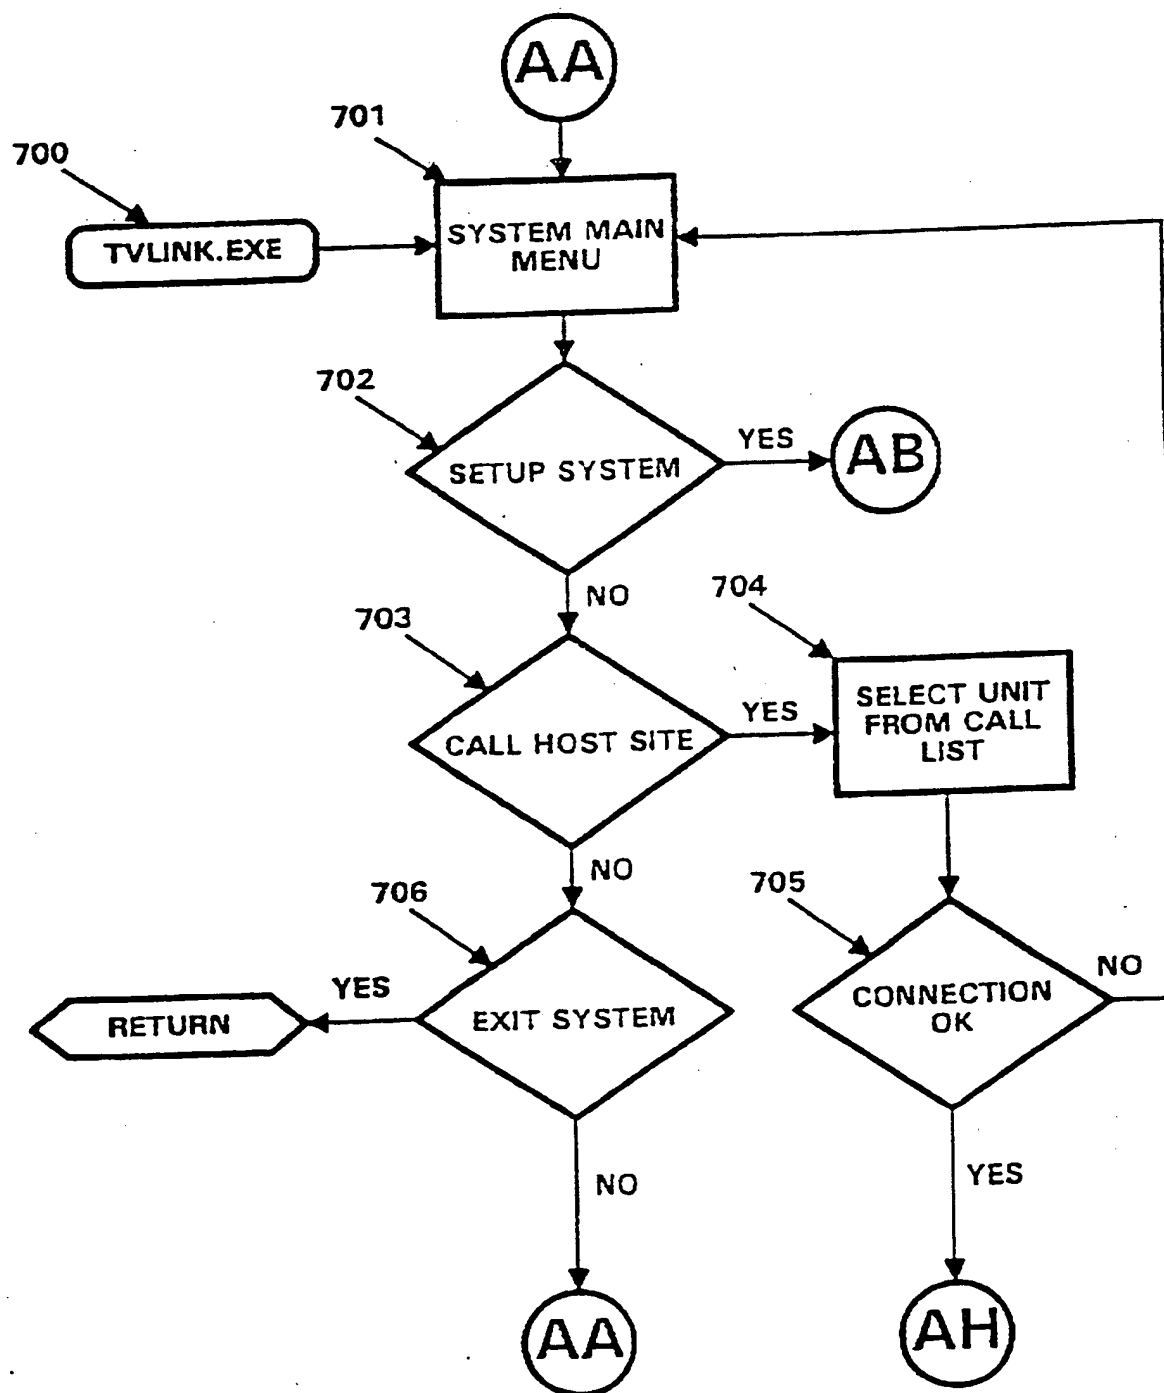 AA
701
700
TVLINK.EXE
SYSTEM MAIN
MENU
702
SETUP SYSTEM
YES
AB
NO
703
704
CALL HOST SITE
YES
SELECT UNIT
FROM CALL
LIST
NO
706
705
EXIT SYSTEM
YES
RETURN
CONNECTION
OK
NO
NO
YES
AA
AH